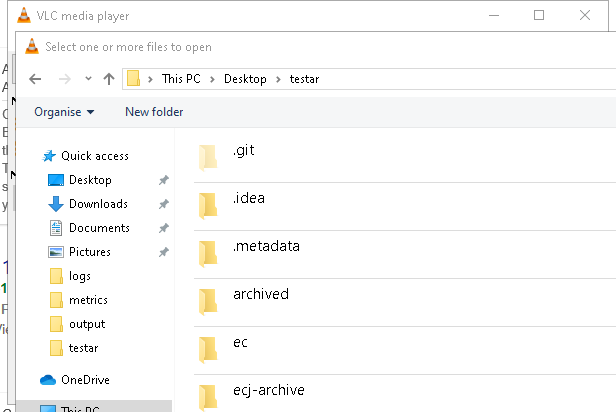 VLC media player
Select one or more files to open
This PC > Desktop > testar
Organise New folder
Quick access
Desktop
Downloads
Documents
Pictures
logs
metrics
output
testar
OneDrive
This PC
.git
.idea
.metadata
archived
ec
ecj-archive